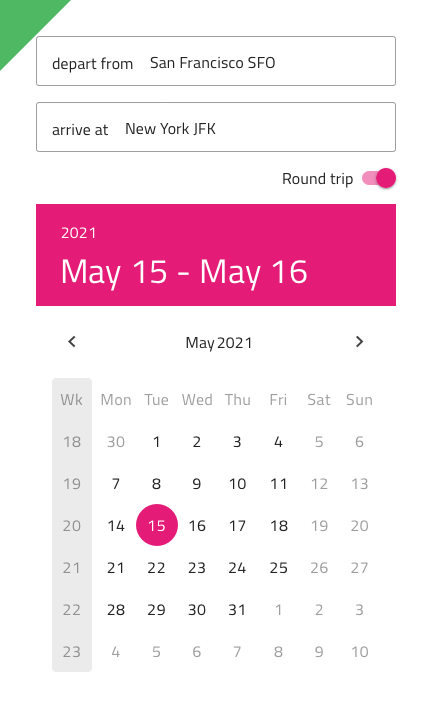 depart from San Francisco SFO
arrive at New York JFK
Round trip
2021
May 15 - May 16
May 2021
Wk Mon Tue Wed Thu Fri Sat Sun
18 30 1 2 3 4 5 6
19 7 8 9 10 11 12 13
20 14 15 16 17 18 19 20
21 21 22 23 24 25 26 27
22 28 29 30 31 1 2 3
23 4 5 6 7 8 9 10